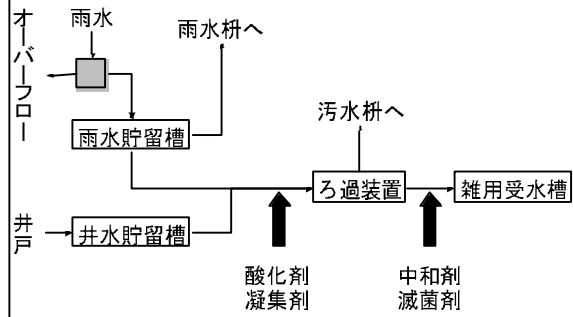 オーバーフロー
雨水
雨水枡へ
雨水貯留槽
汚水枡へ
ろ過装置
雑用受水槽
井戸
井水貯留槽
酸化剤
凝集剤
中和剤
滅菌剤